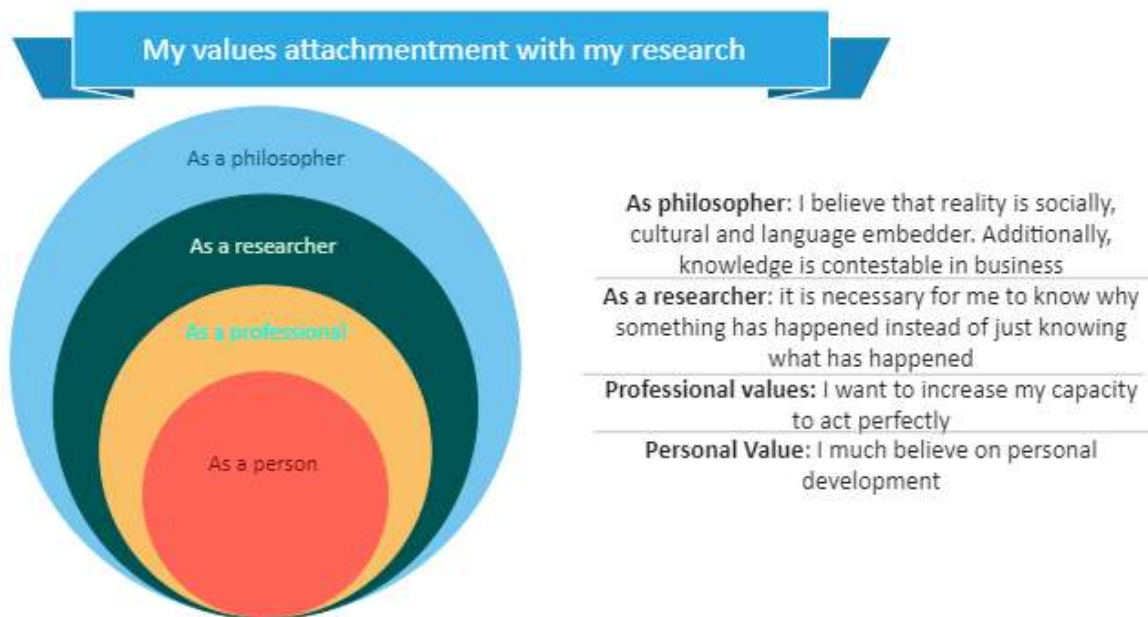 My values attachmentment with my research
As a philosopher
As a researcher
As a professional
As a person
As philosopher: I believe that reality is socially,
cultural and language embedder. Additionally,
knowledge is contestable in business
As a researcher: it is necessary for me to know why
something has happened instead of just knowing
what has happened
Professional values: I want to increase my capacity
to act perfectly
Personal Value: I much believe on personal
development